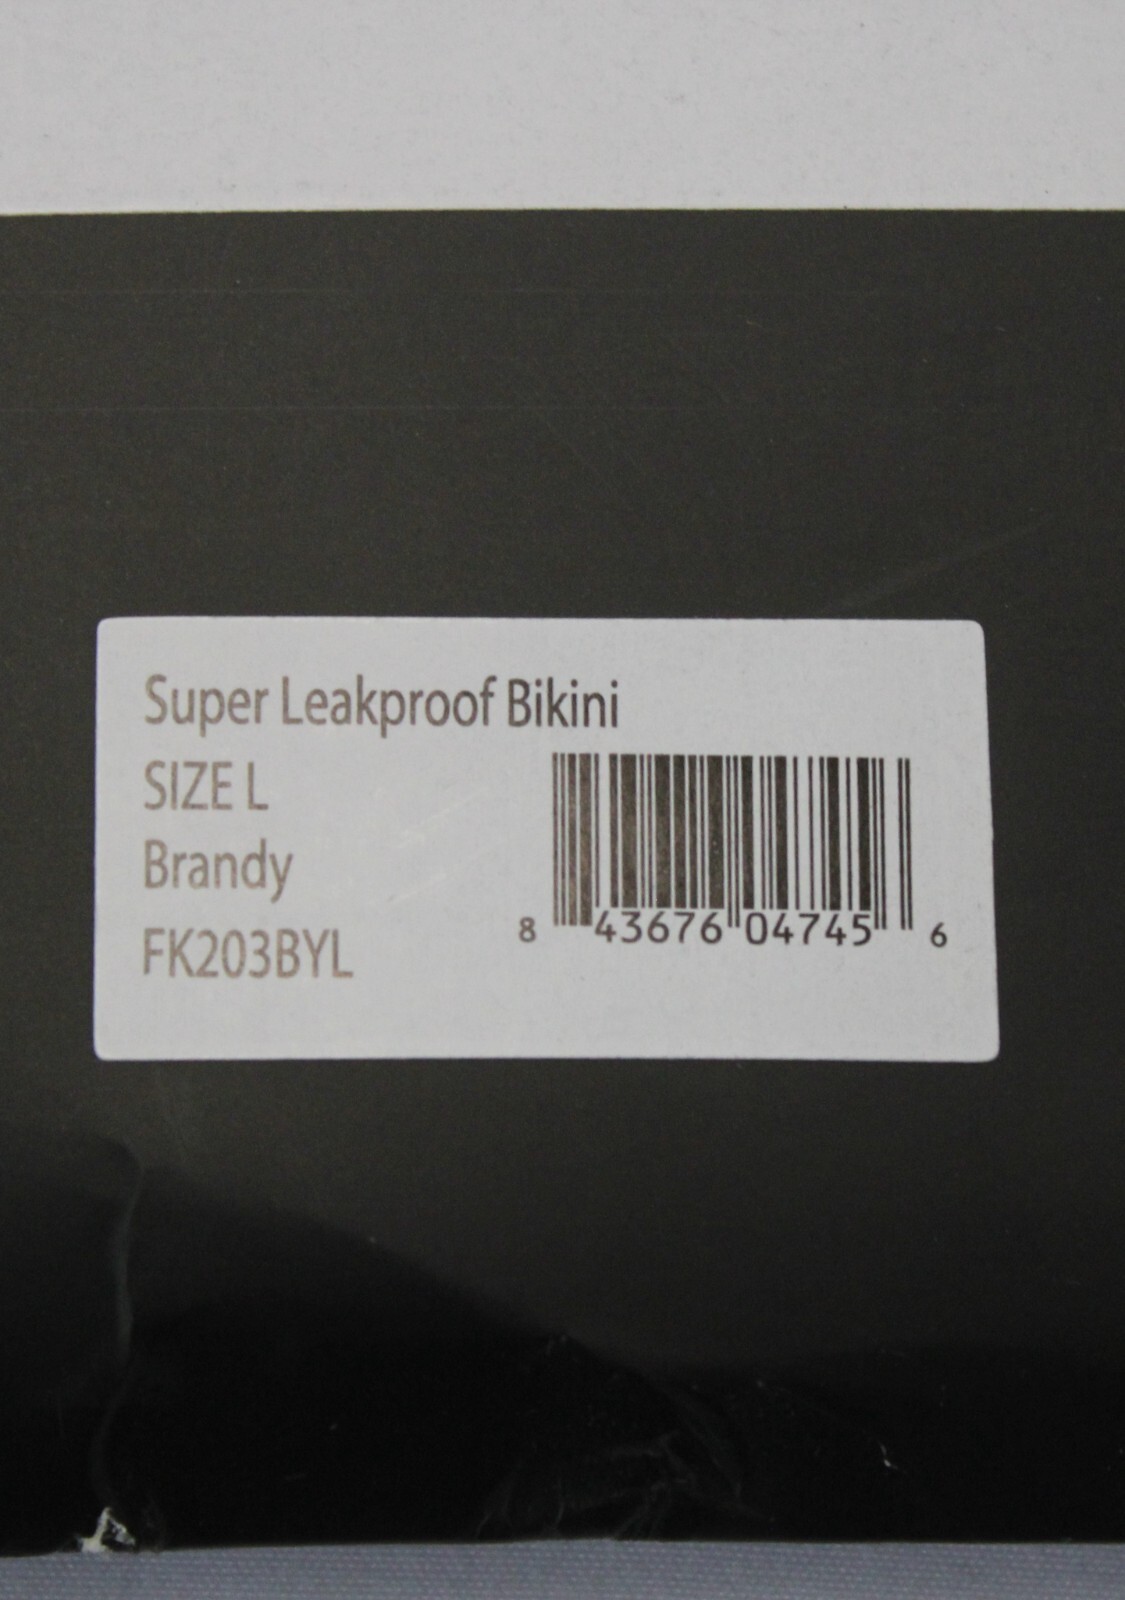 Super Leakproof Bikini
SIZE L
Brandy
FK203BYL
8 43676 04745 6